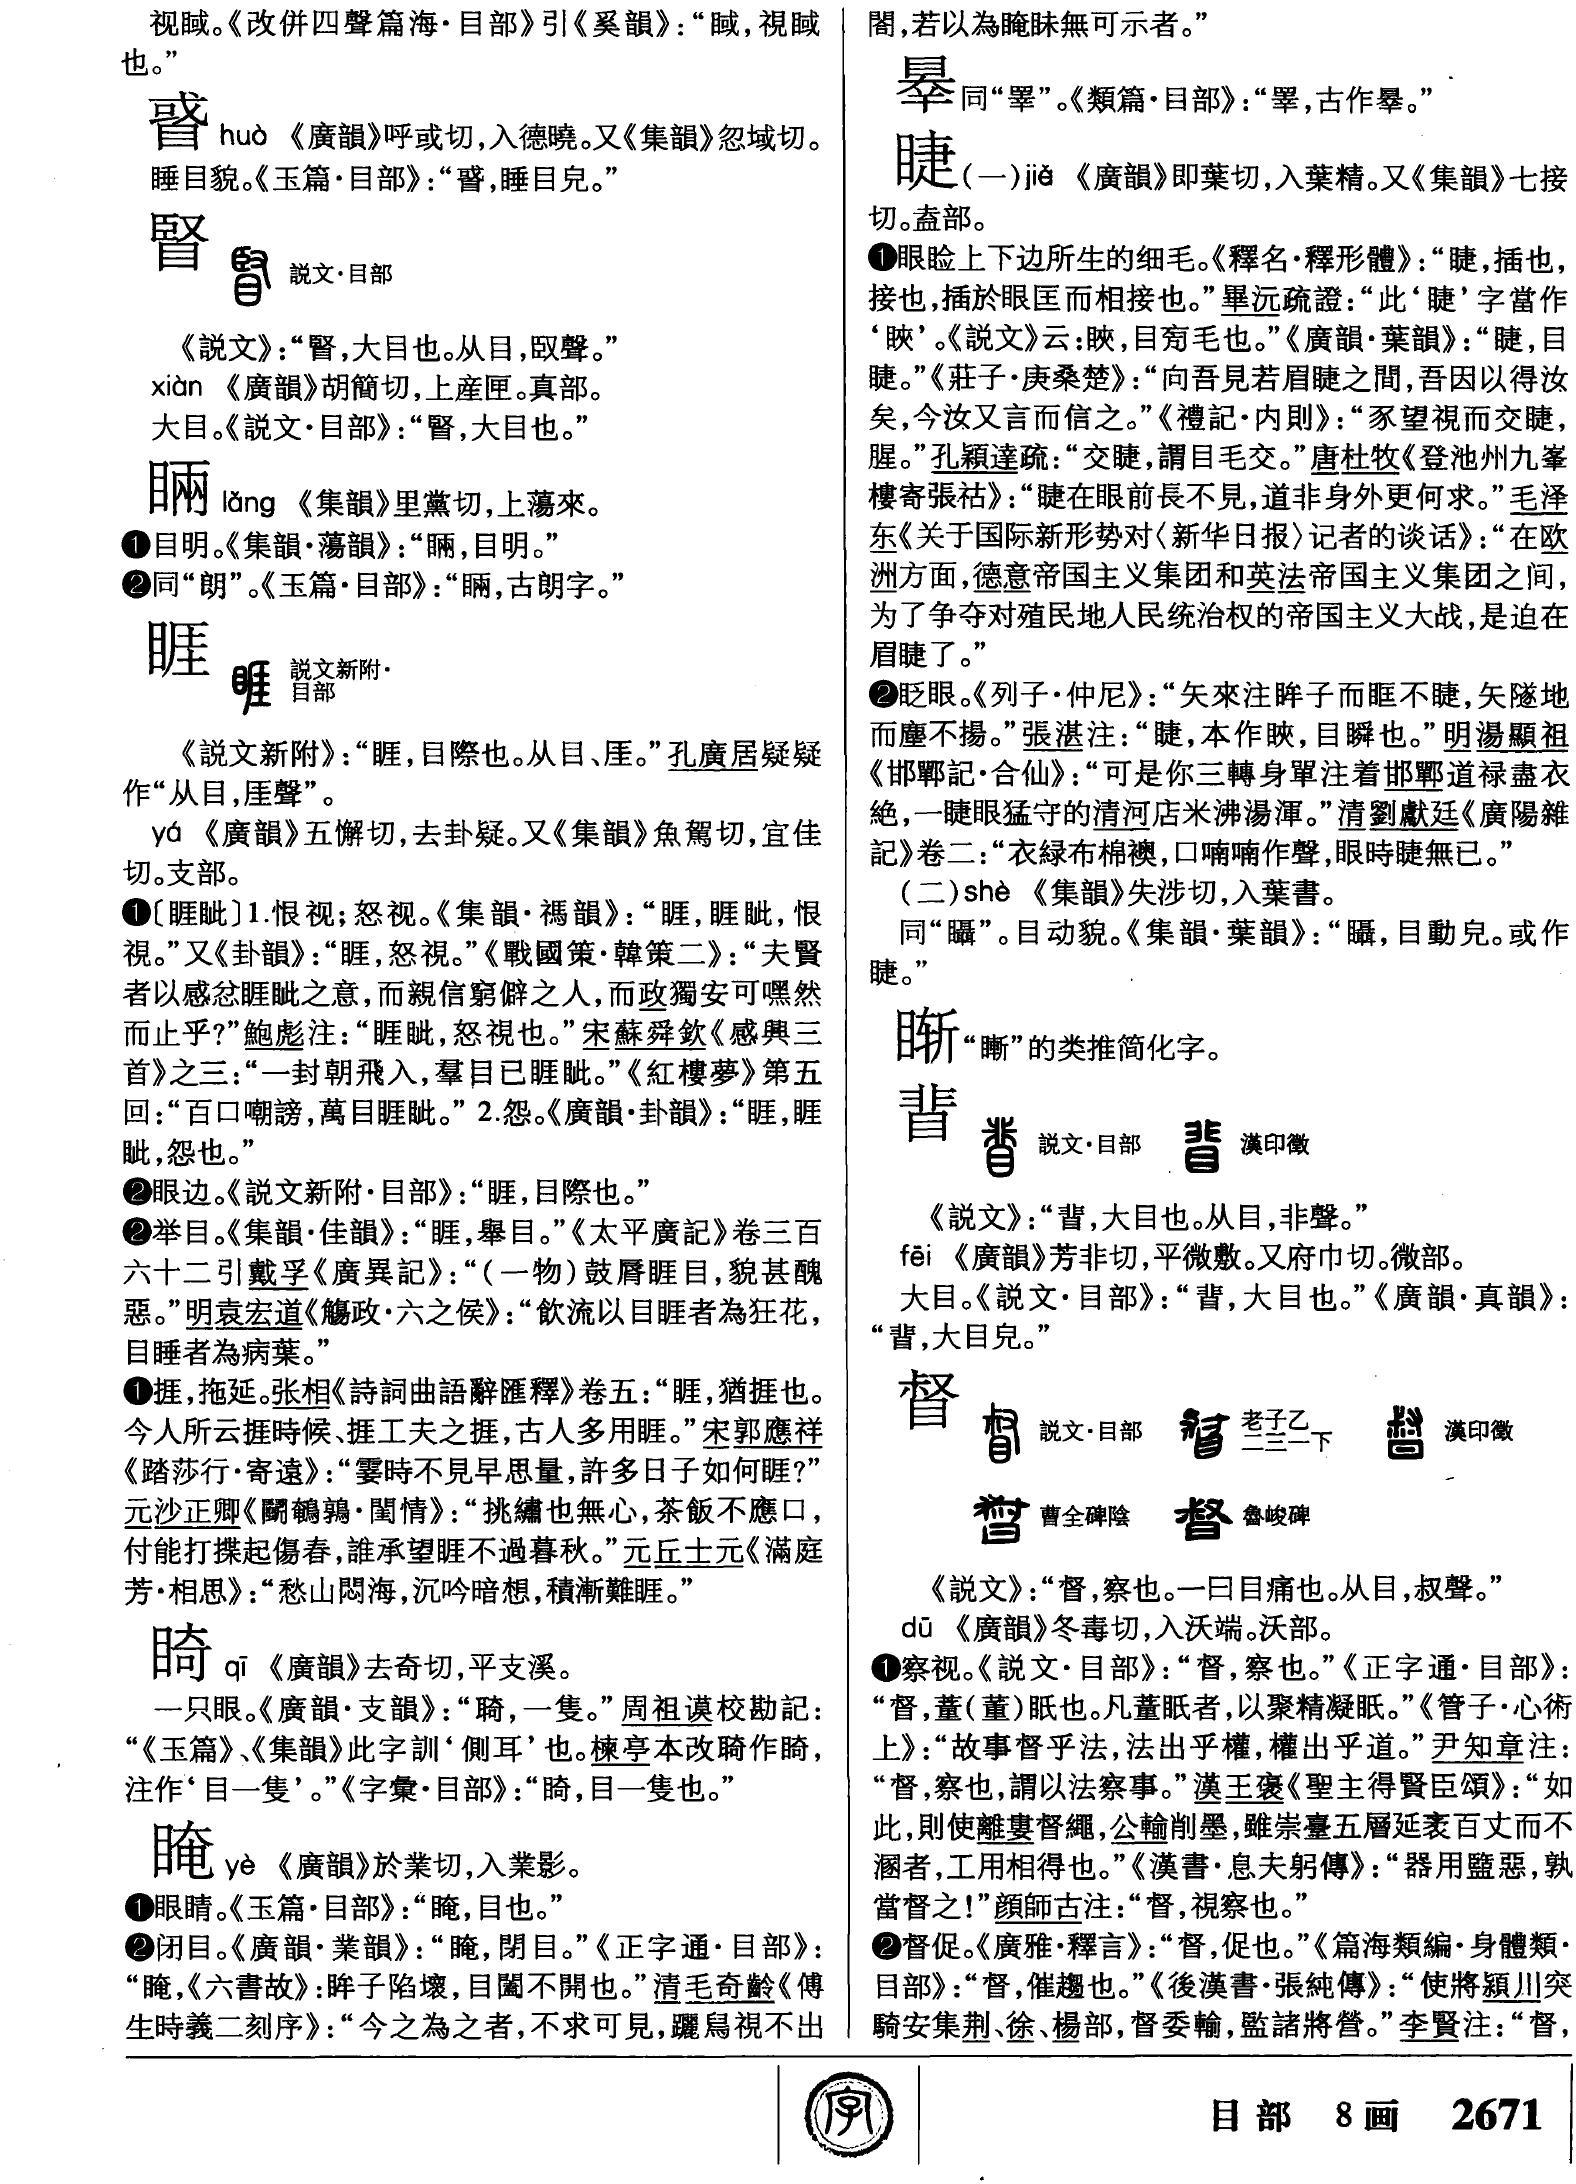 视䀛。《改併四聲篇海·目部》引《奚韻》：“䀛，視䀛
也。”
huò 《廣韻》呼或切，入德曉。又《集韻》忽域切。
睡目貌。《玉篇·目部》：“，睡目皃。”
䁂 説文·目部
《説文》：“䁂，大目也。从目，臤聲。”
xiàn 《廣韻》胡簡切，上産匣。真部。
大目。《説文·目部》：“䁂，大目也。”
䀶 lǎng 《集韻》里黨切，上蕩來。
❶目明。《集韻·蕩韻》：“䀶，目明。”
❷同“朗”。《玉篇·目部》：“䀶，古朗字。”
睚 説文新附·
目部
《説文新附》：“睚，目際也。从目、厓。”孔廣居疑疑
作“从目，厓聲”。
yá 《廣韻》五懈切，去卦疑。又《集韻》魚駕切，宜佳
切。支部。
❶〔睚眦〕1.恨视；怒视。《集韻·禡韻》：“睚，睚眦，恨
視。”又《卦韻》：“睚，怒視。”《戰國策·韓策二》：“夫賢
者以感忿睚眦之意，而親信窮僻之人，而政獨安可嘿然
而止乎？”鮑彪注：“睚眦，怒視也。”宋蘇舜欽《感興三
首》之三：“一封朝飛入，羣目已睚眦。”《紅樓夢》第五
回：“百口嘲謗，萬目睚眦。” 2.怨。《廣韻·卦韻》：“睚，睚
眦，怨也。”
❷眼边。《説文新附·目部》：“睚，目際也。”
❷举目。《集韻·佳韻》：“睚，舉目。”《太平廣記》卷三百
六十二引戴孚《廣異記》：“（一物）鼓脣睚目，貌甚醜
惡。”明袁宏道《觴政·六之侯》：“飲流以目睚者為狂花，
目睡者為病葉。”
❶捱，拖延。张相《詩詞曲語辭匯釋》卷五：“睚，猶捱也。
今人所云捱時候、捱工夫之捱，古人多用睚。”宋郭應祥
《踏莎行·寄遠》：“霎時不見早思量，許多日子如何睚？”
元沙正卿《鬭鵪鶉·閨情》：“挑繡也無心，茶飯不應口，
付能打揲起傷春，誰承望睚不過暮秋。”元丘士元《滿庭
芳·相思》：“愁山悶海，沉吟暗想，積漸難睚。”
䁉 qī 《廣韻》去奇切，平支溪。
一只眼。《廣韻·支韻》：“䁉，一隻。”周祖谟校勘記：
“《玉篇》、《集韻》此字訓‘側耳’也。楝亭本改䗁作䁉，
注作‘目一隻’。”《字彙·目部》：“䁉，目一隻也。”
䁆 yè 《廣韻》於業切，入業影。
❶眼睛。《玉篇·目部》：“䁆，目也。”
❷闭目。《廣韻·業韻》：“䁆，閉目。”《正字通·目部》：
“䁆，《六書故》：眸子陷壞，目闔不開也。”清毛奇齡《傅
生時義二刻序》：“今之為之者，不求可見，躧舄視不出
閤，若以為䁆眛無可示者。”
同“睪”。《類篇·目部》：“睪，古作。”
睫（一）jié 《廣韻》即葉切，入葉精。又《集韻》七接
切。盍部。
❶眼睑上下边所生的细毛。《釋名·釋形體》：“睫，插也，
接也，插於眼匡而相接也。”畢沅疏證：“此‘睫’字當作
‘䀹’。《説文》云：䀹，目旁毛也。”《廣韻·葉韻》：“睫，目
睫。”《莊子·庚桑楚》：“向吾見若眉睫之間，吾因以得汝
矣，今汝又言而信之。”《禮記·内則》：“豕望視而交睫，
腥。”孔穎達疏：“交睫，謂目毛交。”唐杜牧《登池州九峯
樓寄張祜》：“睫在眼前長不見，道非身外更何求。”毛泽
东《关于国际新形势对〈新华日报〉记者的谈话》：“在欧
洲方面，德意帝国主义集团和英法帝国主义集团之间，
为了争夺对殖民地人民统治权的帝国主义大战，是迫在
眉睫了。”
❷眨眼。《列子·仲尼》：“矢來注眸子而眶不睫，矢隧地
而塵不揚。”張湛注：“睫，本作䀹，目瞬也。”明湯顯祖
《邯鄲記·合仙》：“可是你三轉身單注着邯鄲道禄盡衣
絶，一睫眼猛守的清河店米沸湯渾。”清劉獻廷《廣陽雜
記》卷二：“衣緑布棉襖，口喃喃作聲，眼時睫無已。”
（二）shè 《集韻》失涉切，入葉書。
同“𥌯”。目动貌。《集韻·葉韻》：“𥌯，目動皃。或作
睫。”
“䁪”的类推简化字。
䨽 説文·目部 漢印徵
《説文》：“，大目也。从目，非聲。”
fēi 《廣韻》芳非切，平微敷。又府巾切。微部。
大目。《説文·目部》：“，大目也。”《廣韻·真韻》：
“，大目皃。”
督 説文·目部 老子乙二三一下 漢印徵
曹全碑陰 魯峻碑
《説文》：“督，察也。一曰目痛也。从目，叔聲。”
dū 《廣韻》冬毒切，入沃端。沃部。
❶察视。《説文·目部》：“督，察也。”《正字通·目部》：
“督，蕫（董）眂也。凡蕫眂者，以聚精凝眂。”《管子·心術
上》：“故事督乎法，法出乎權，權出乎道。”尹知章注：
“督，察也，謂以法察事。”漢王褒《聖主得賢臣頌》：“如
此，則使離婁督繩，公輸削墨，雖崇臺五層延袤百丈而不
溷者，工用相得也。”《漢書·息夫躬傳》：“器用盬惡，孰
當督之！”顔師古注：“督，視察也。”
❷督促。《廣雅·釋言》：“督，促也。”《篇海類編·身體類·
目部》：“督，催趨也。”《後漢書·張純傳》：“使將潁川突
騎安集荆、徐、楊部，督委輸，監諸將營。”李賢注：“督，
字
目部 8画 2671